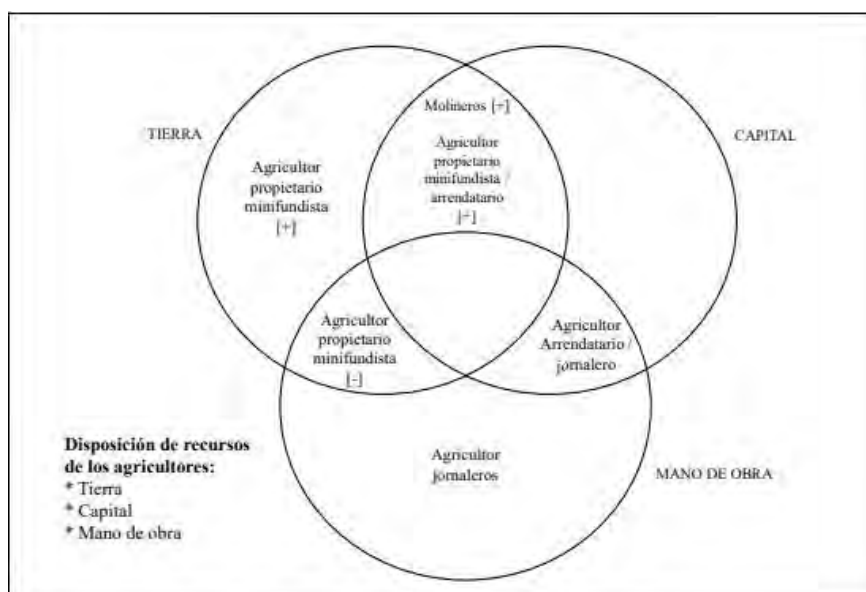 TIERRA
CAPITAL
Molineros [+]
Agricultor
propietario
minifundista /
arrendatario
[+]
Agricultor
propietario
minifundista
[+]
Agricultor
propietario
minifundista
[-]
Agricultor
Arrendatario /
jornalero
Agricultor
jornaleros
MANO DE OBRA
Disposición de recursos
de los agricultores:
* Tierra
* Capital
* Mano de obra